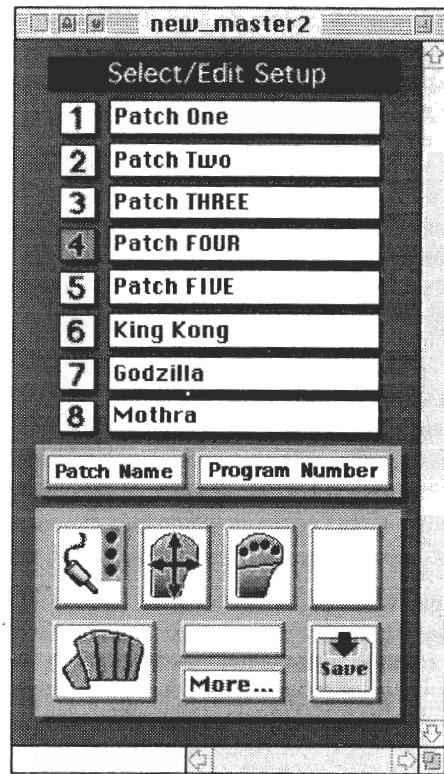 new_master2
Select/Edit Setup
1 Patch One
2 Patch Two
3 Patch THREE
4 Patch FOUR
5 Patch FIVE
6 King Kong
7 Godzilla
8 Mothra
Patch Name Program Number
More...
Save